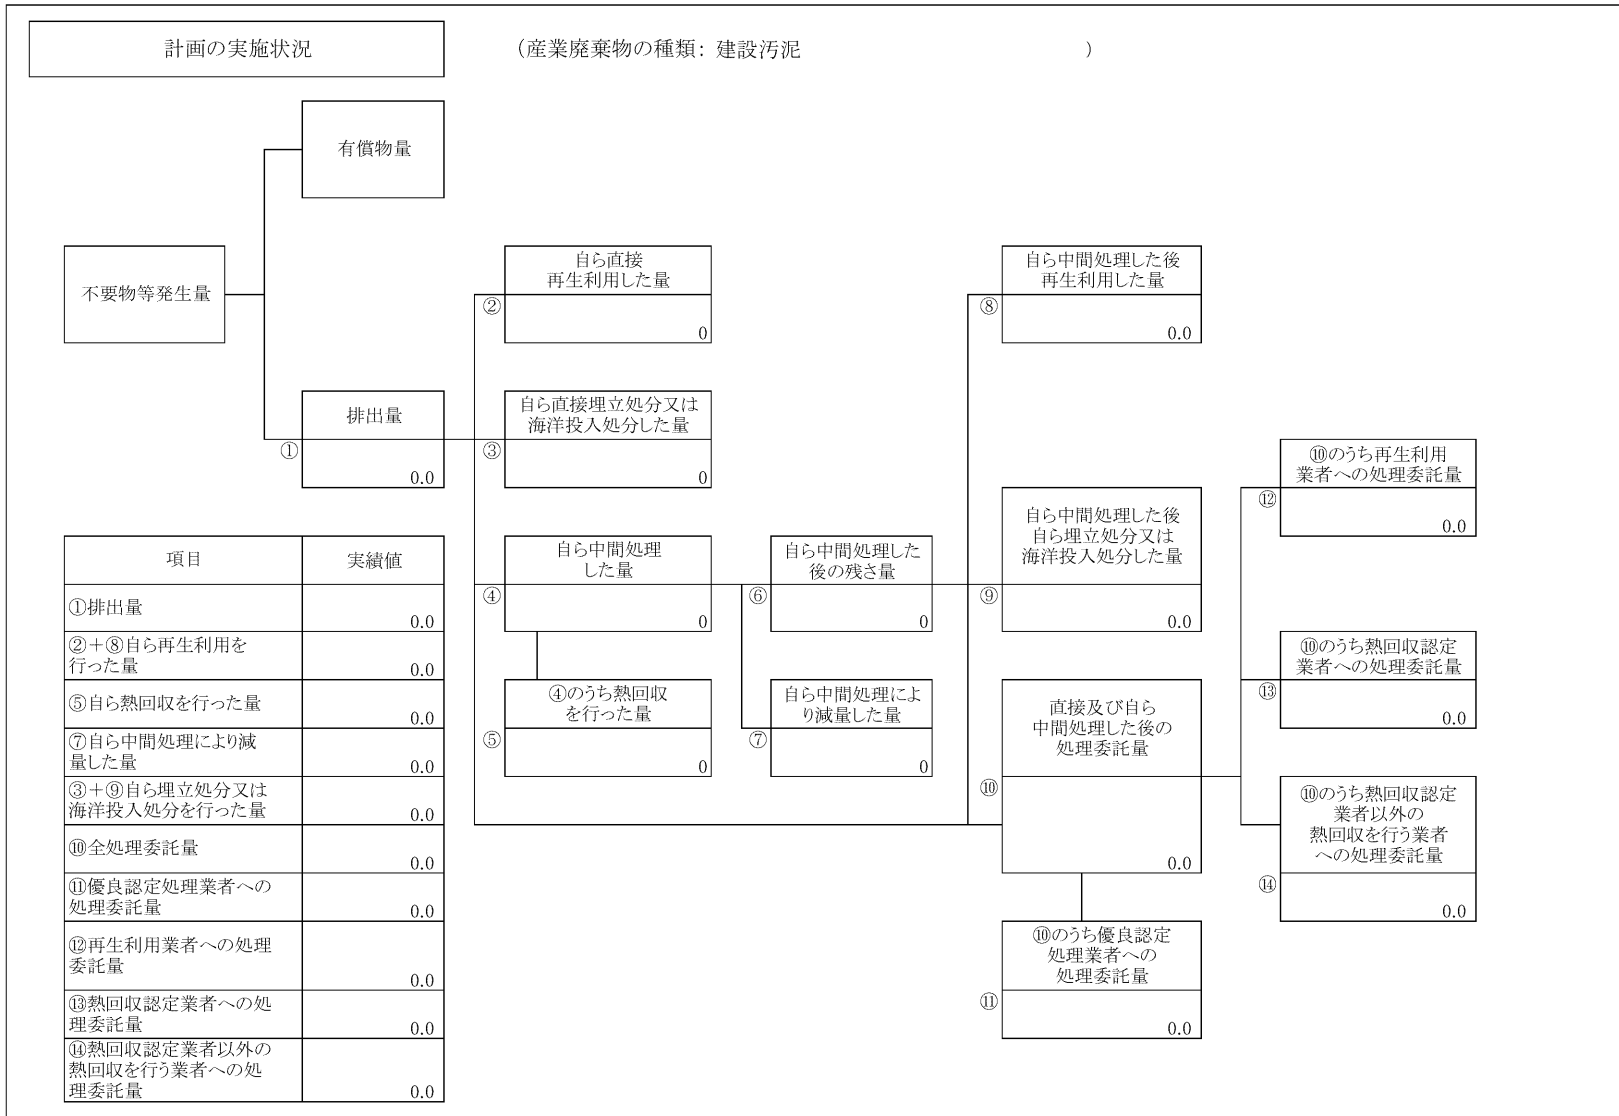 計画の実施状況
（産業廃棄物の種類：建設汚泥　　　　　）
有償物量
不要物等発生量
自ら直接
再生利用した量
②
0
自ら中間処理した後
再生利用した量
⑧
0.0
排出量
①
0.0
自ら直接埋立処分又は
海洋投入処分した量
③
0
⑩のうち再生利用
業者への処理委託量
⑫
0.0
自ら中間処理した後
自ら埋立処分又は
海洋投入処分した量
⑨
0.0
自ら中間処理
した量
④
0
自ら中間処理した
後の残さ量
⑥
0
⑩のうち熱回収認定
業者への処理委託量
⑬
0.0
④のうち熱回収
を行った量
⑤
0
自ら中間処理によ
り減量した量
⑦
0
直接及び自ら
中間処理した後の
処理委託量
⑩
0.0
⑩のうち熱回収認定
業者以外の
熱回収を行う業者
への処理委託量
⑭
0.0
⑩のうち優良認定
処理業者への
処理委託量
⑪
0.0
項目 実績値
①排出量
0.0
②＋⑧自ら再生利用を
行った量
0.0
⑤自ら熱回収を行った量
0.0
⑦自ら中間処理により減
量した量
0.0
③＋⑨自ら埋立処分又は
海洋投入処分を行った量
0.0
⑩全処理委託量
0.0
⑪優良認定処理業者への
処理委託量
0.0
⑫再生利用業者への処理
委託量
0.0
⑬熱回収認定業者への処
理委託量
0.0
⑭熱回収認定業者以外の
熱回収を行う業者への処
理委託量
0.0